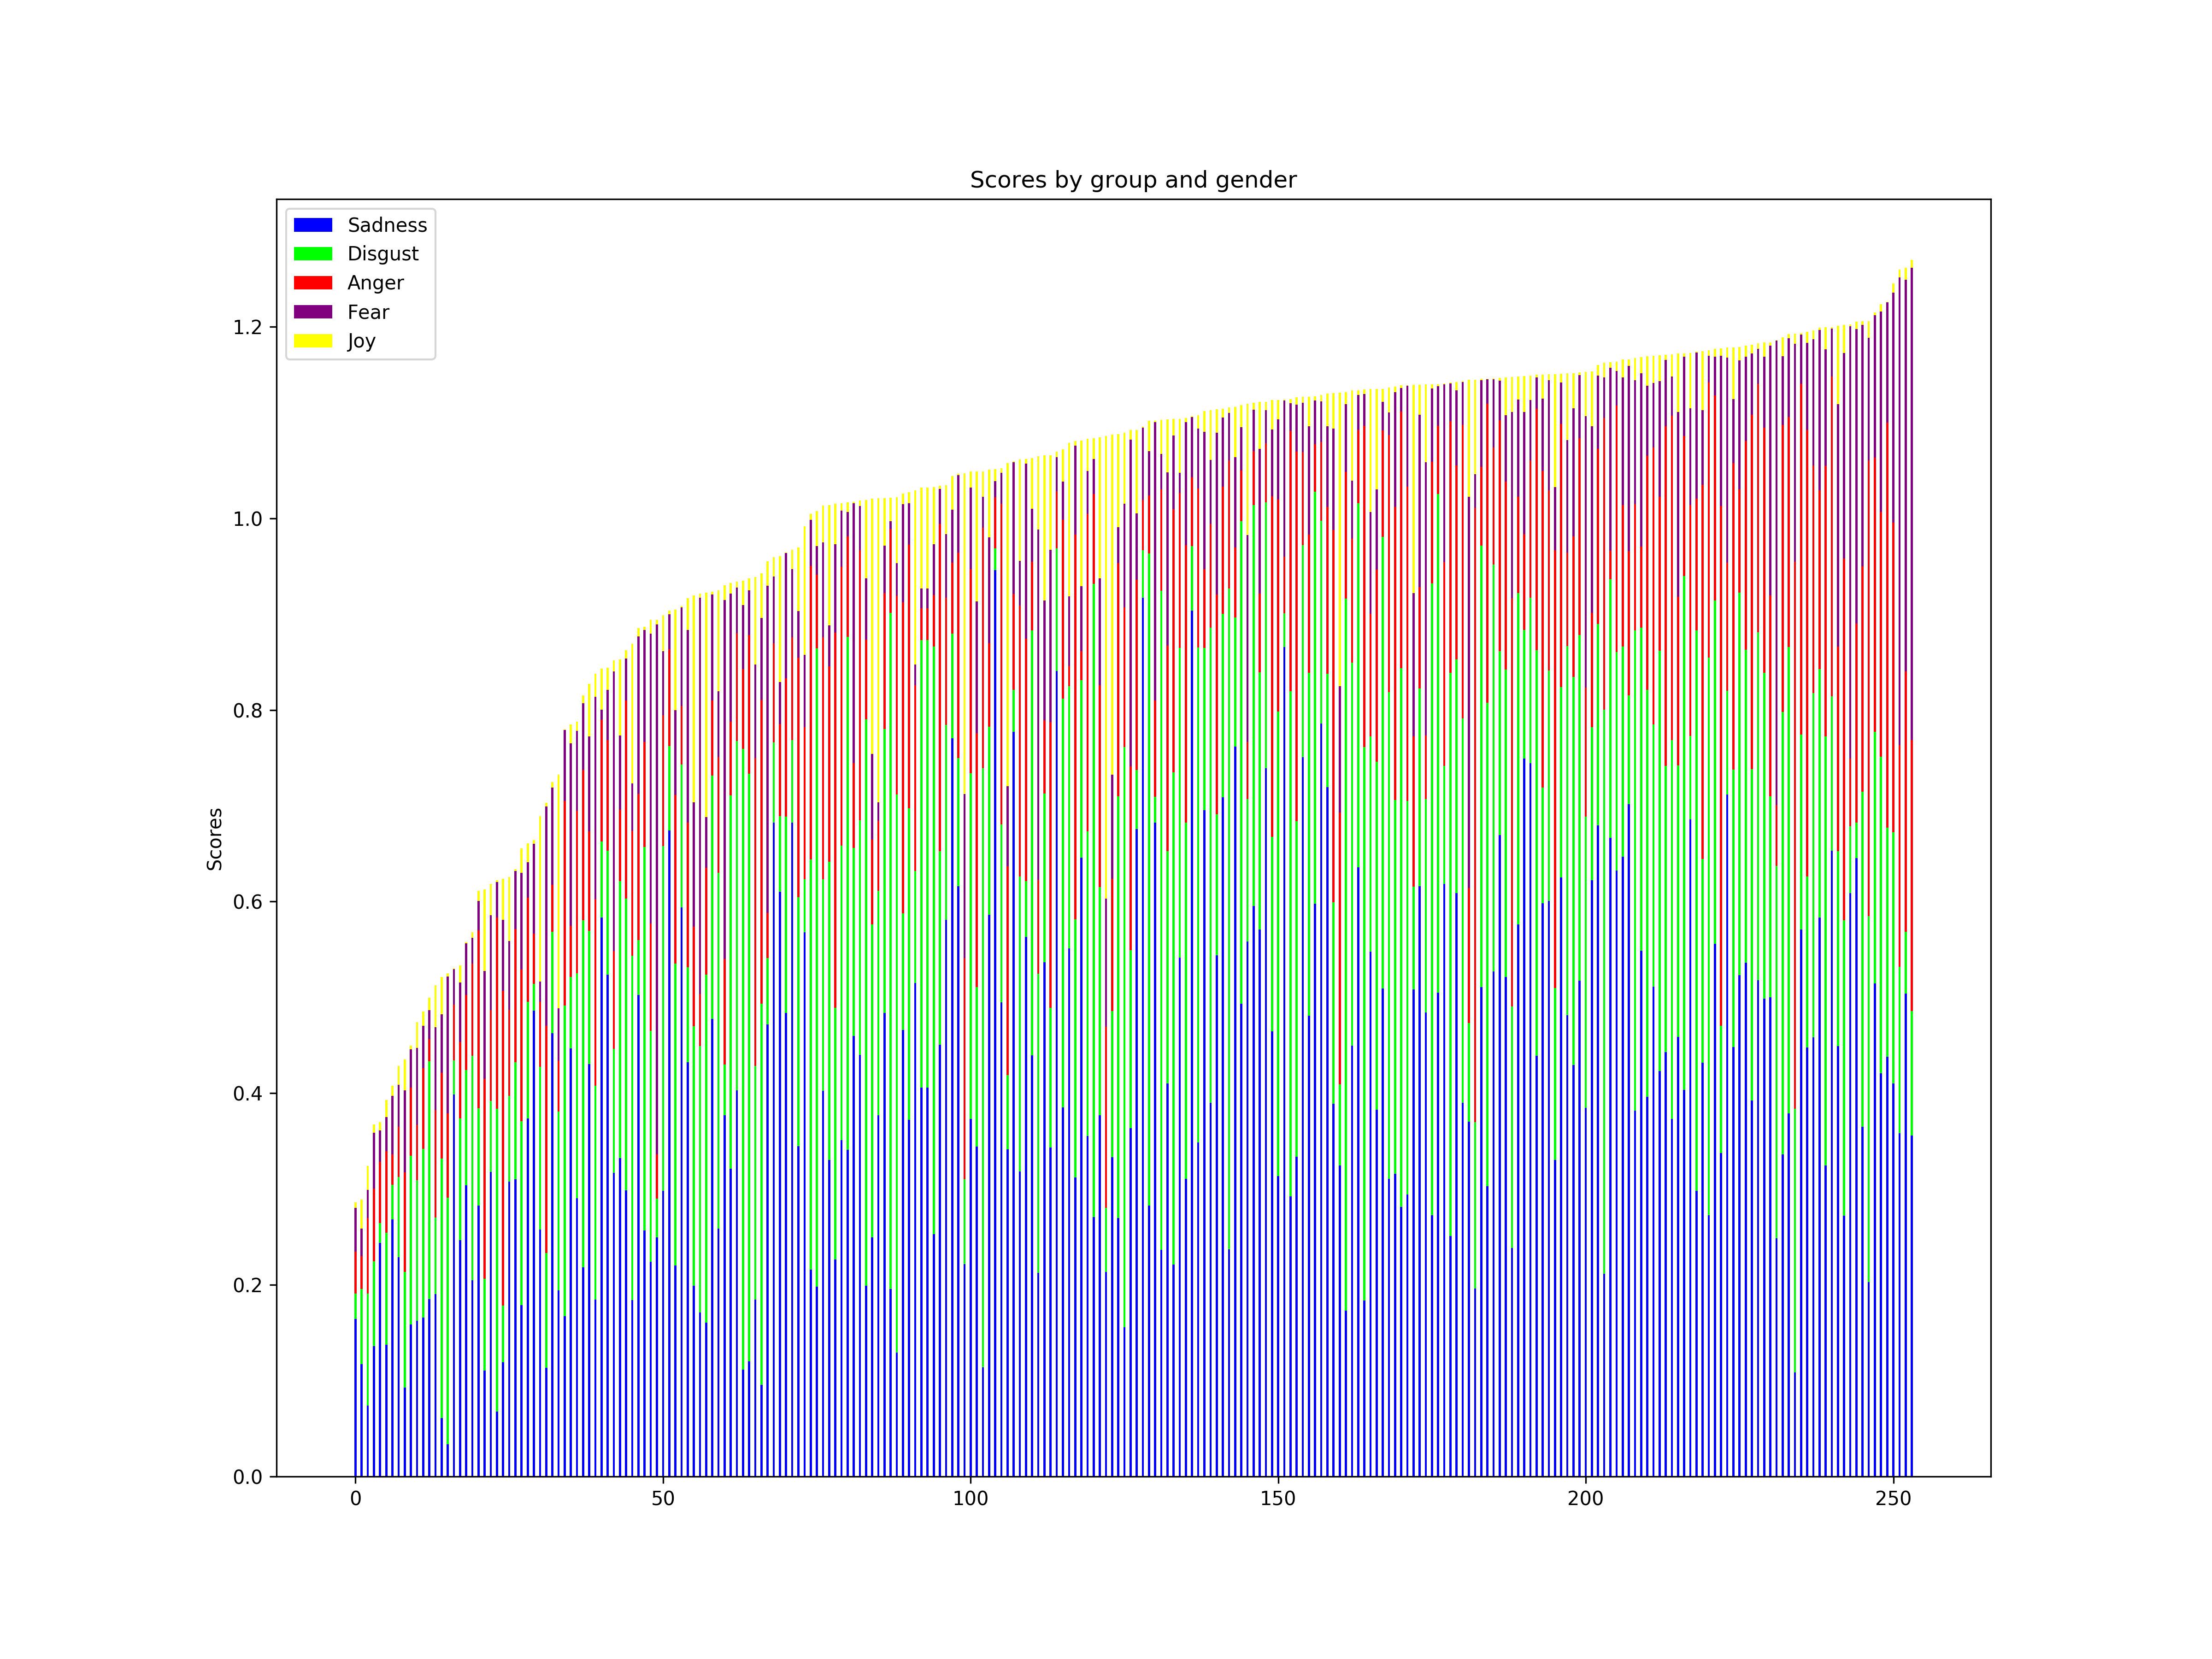 Scores by group and gender
Sadness
Disgust
Anger
Fear
Joy
1.2
1.0
0.8
0.6
0.4
0.2
0.0
Scores
0 50 100 150 200 250